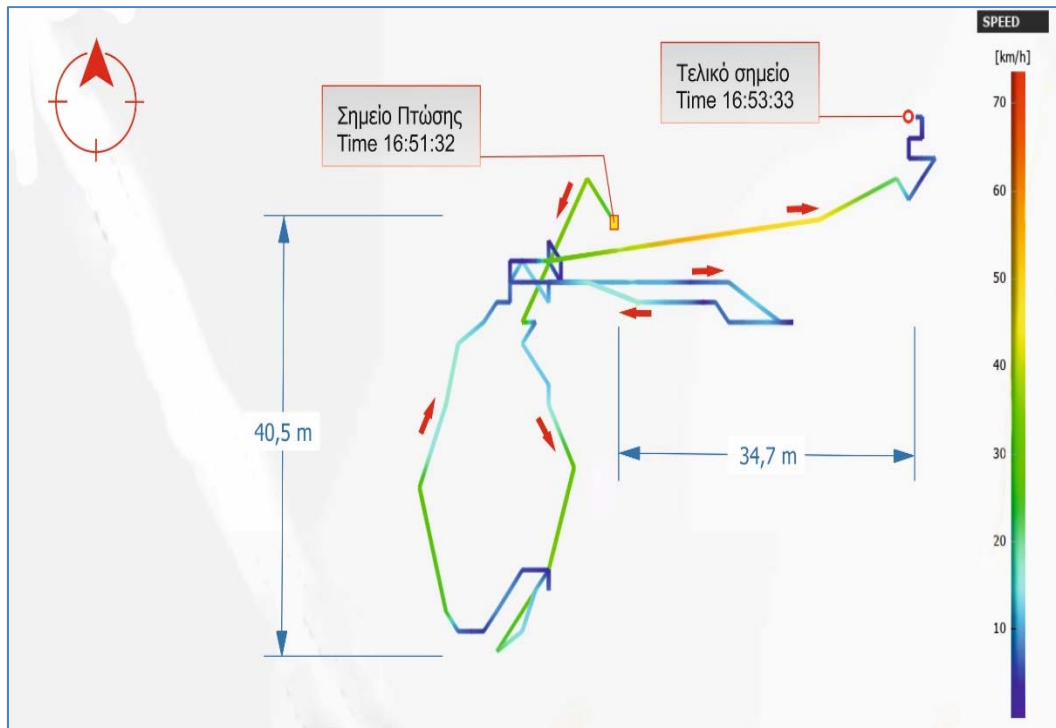 SPEED
[km/h]
Τελικό σημείο
Time 16:53:33
Σημείο Πτώσης
Time 16:51:32
70
60
50
40
30
20
10
40,5 m
34,7 m